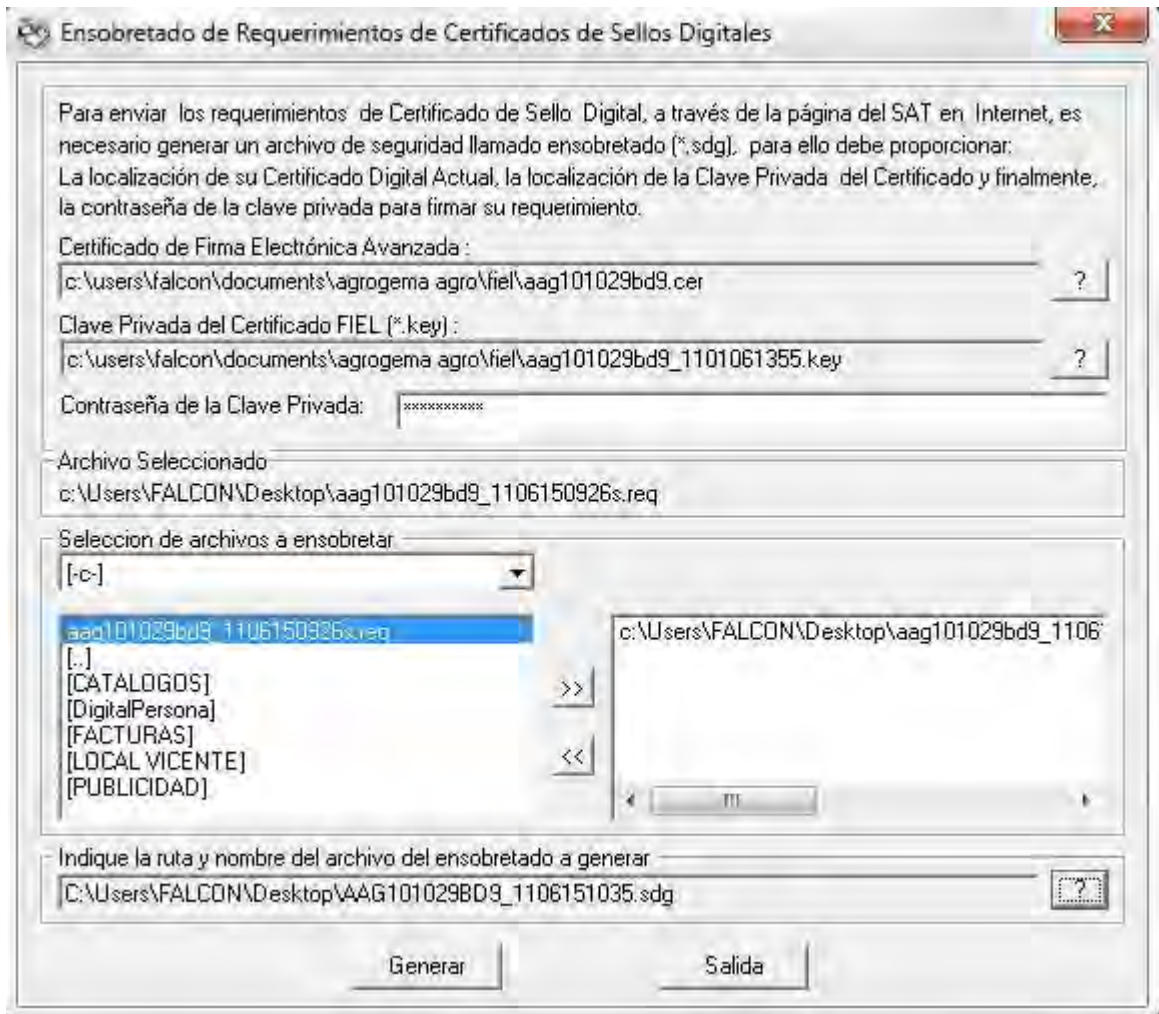 Ensobretado de Requerimientos de Certificados de Sellos Digitales
Para enviar los requerimientos de Certificado de Sello Digital, a través de la página del SAT en Internet, es
necesario generar un archivo de seguridad llamado ensobretado (*.sdg), para ello debe proporcionar:
La localización de su Certificado Digital Actual, la localización de la Clave Privada del Certificado y finalmente,
la contraseña de la clave privada para firmar su requerimiento.
Certificado de Firma Electrónica Avanzada :
c:\users\falcon\documents\agrogema agro\fiel\aag101029bd9.cer
?
Clave Privada del Certificado FIEL (*.key) :
c:\users\falcon\documents\agrogema agro\fiel\aag101029bd9_1101061355.key
?
Contraseña de la Clave Privada: **********
Archivo Seleccionado
c:\Users\FALCON\Desktop\aag101029bd9_1106150926s.req
Seleccion de archivos a ensobretar
[-c-]
aag101029bd9_1106150926s.req
[..]
[CATALOGOS]
[DigitalPersona]
[FACTURAS]
[LOCAL VICENTE]
[PUBLICIDAD]
>>
<<
c:\Users\FALCON\Desktop\aag101029bd9_1106
Indique la ruta y nombre del archivo del ensobretado a generar
C:\Users\FALCON\Desktop\AAG101029BD9_1106151035.sdg
?
Generar
Salida